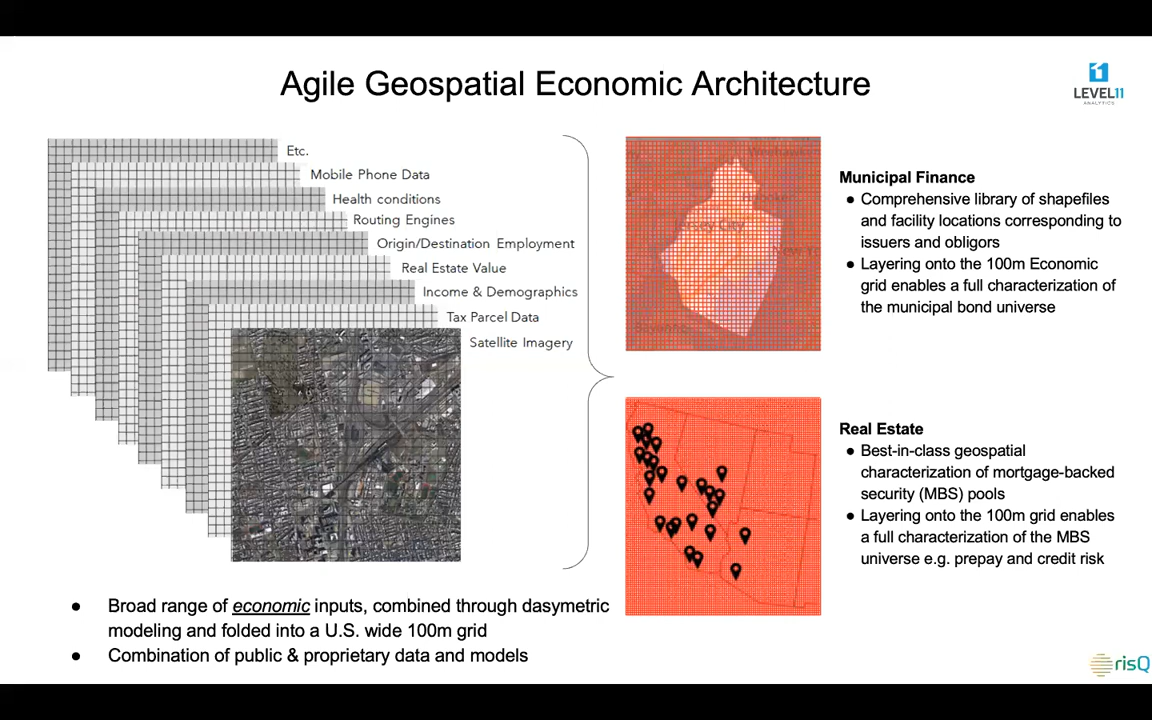 Agile Geospatial Economic Architecture
LEVEL11
ANALYTICS
Etc.
Mobile Phone Data
Health conditions
Routing Engines
Origin/Destination Employment
Real Estate Value
Income & Demographics
Tax Parcel Data
Satellite Imagery
Jersey City
Municipal Finance
● Comprehensive library of shapefiles
and facility locations corresponding to
issuers and obligors
● Layering onto the 100m Economic
grid enables a full characterization of
the municipal bond universe
Real Estate
● Best-in-class geospatial
characterization of mortgage-backed
security (MBS) pools
● Layering onto the 100m grid enables
a full characterization of the MBS
universe e.g. prepay and credit risk
● Broad range of economic inputs, combined through dasymetric
modeling and folded into a U.S. wide 100m grid
● Combination of public & proprietary data and models
risQ